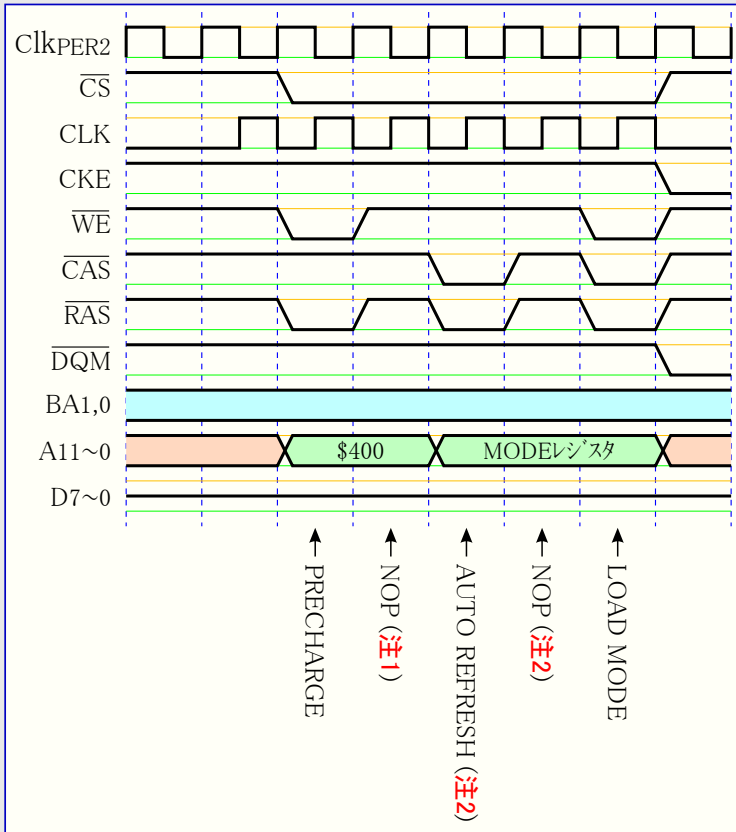 ClkPER2
CS
CLK
CKE
WE
CAS
RAS
DQM
BA1,0
A11~0 $400 MODEレジスタ
D7~0
PRECHARGE
NOP (注1)
AUTO REFRESH (注2)
NOP (注2)
LOAD MODE